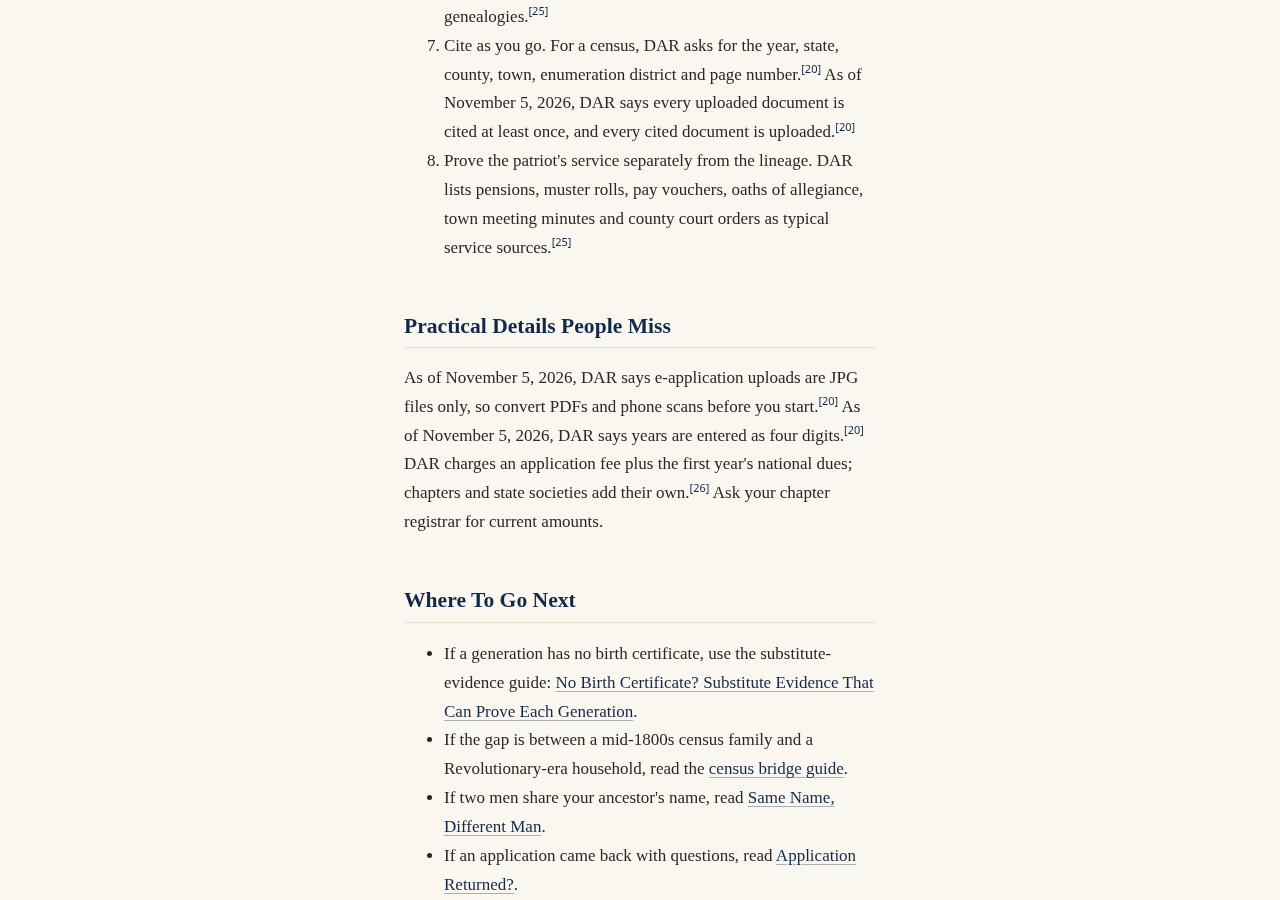 genealogies.[25]
7. Cite as you go. For a census, DAR asks for the year, state,
county, town, enumeration district and page number.[20] As of
November 5, 2026, DAR says every uploaded document is
cited at least once, and every cited document is uploaded.[20]
8. Prove the patriot's service separately from the lineage. DAR
lists pensions, muster rolls, pay vouchers, oaths of allegiance,
town meeting minutes and county court orders as typical
service sources.[25]
Practical Details People Miss
As of November 5, 2026, DAR says e-application uploads are JPG
files only, so convert PDFs and phone scans before you start.[20] As
of November 5, 2026, DAR says years are entered as four digits.[20]
DAR charges an application fee plus the first year's national dues;
chapters and state societies add their own.[26] Ask your chapter
registrar for current amounts.
Where To Go Next
• If a generation has no birth certificate, use the substitute-
evidence guide: No Birth Certificate? Substitute Evidence That
Can Prove Each Generation.
• If the gap is between a mid-1800s census family and a
Revolutionary-era household, read the census bridge guide.
• If two men share your ancestor's name, read Same Name,
Different Man.
• If an application came back with questions, read Application
Returned?.